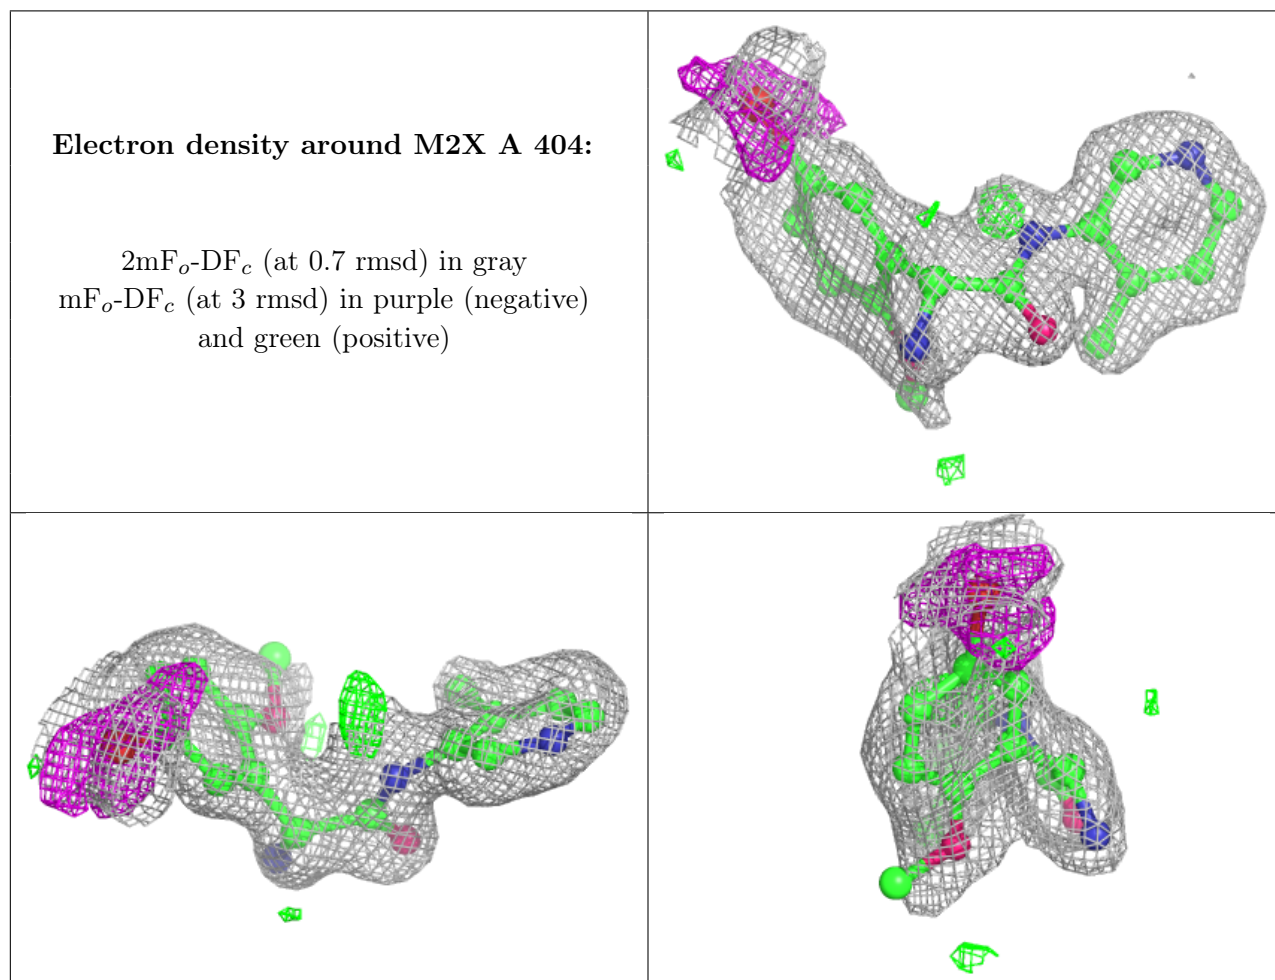 Electron density around M2X A 404:
2mFo-DFc (at 0.7 rmsd) in gray
mFo-DFc (at 3 rmsd) in purple (negative)
and green (positive)